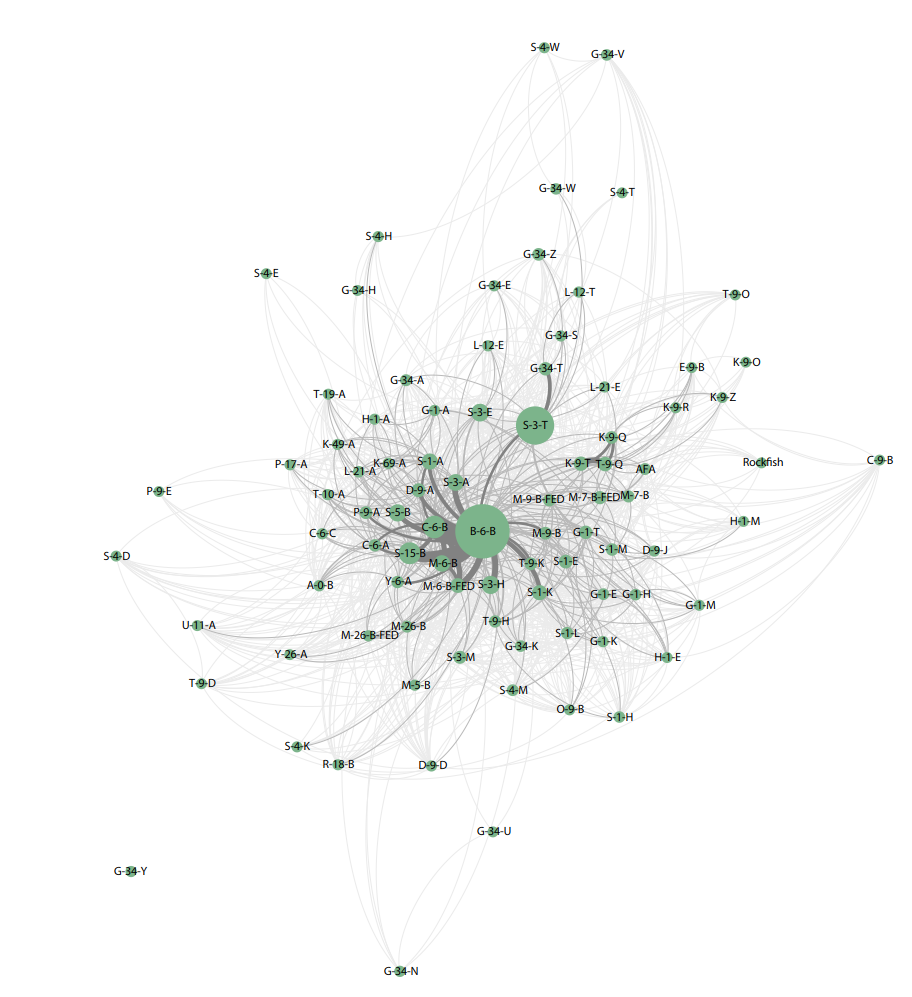 S-4-W
G-34-V
G-34-W
S-4-T
S-4-H
G-34-Z
S-4-E
G-34-H
G-34-E
L-12-T
T-9-O
G-34-S
L-12-E
K-9-O
G-34-T
E-9-B
G-34-A
L-21-E
T-19-A
K-9-Z
K-9-R
G-1-A
S-3-E
H-1-A
S-3-T
K-9-Q
K-49-A
P-17-A
L-21-A
K-69-A
S-1-A
K-9-T
T-9-Q
AFA
Rockfish
C-9-B
S-3-A
P-9-E
T-10-A
D-9-A
M-9-B-FED
M-7-B-FED
M-7-B
P-9-A
S-5-B
H-1-M
C-6-C
C-6-B
B-6-B
M-9-B
G-1-T
C-6-A
S-15-B
S-1-M
D-9-J
S-4-D
M-6-B
T-9-K
S-1-E
A-0-B
Y-6-A
M-6-B-FED
S-3-H
S-1-K
G-1-E
G-1-H
G-1-M
U-11-A
M-26-B-FED
M-26-B
T-9-H
S-1-L
G-1-K
G-34-K
Y-26-A
S-3-M
H-1-E
T-9-D
M-5-B
S-4-M
O-9-B
S-1-H
S-4-K
R-18-B
D-9-D
G-34-U
G-34-Y
G-34-N